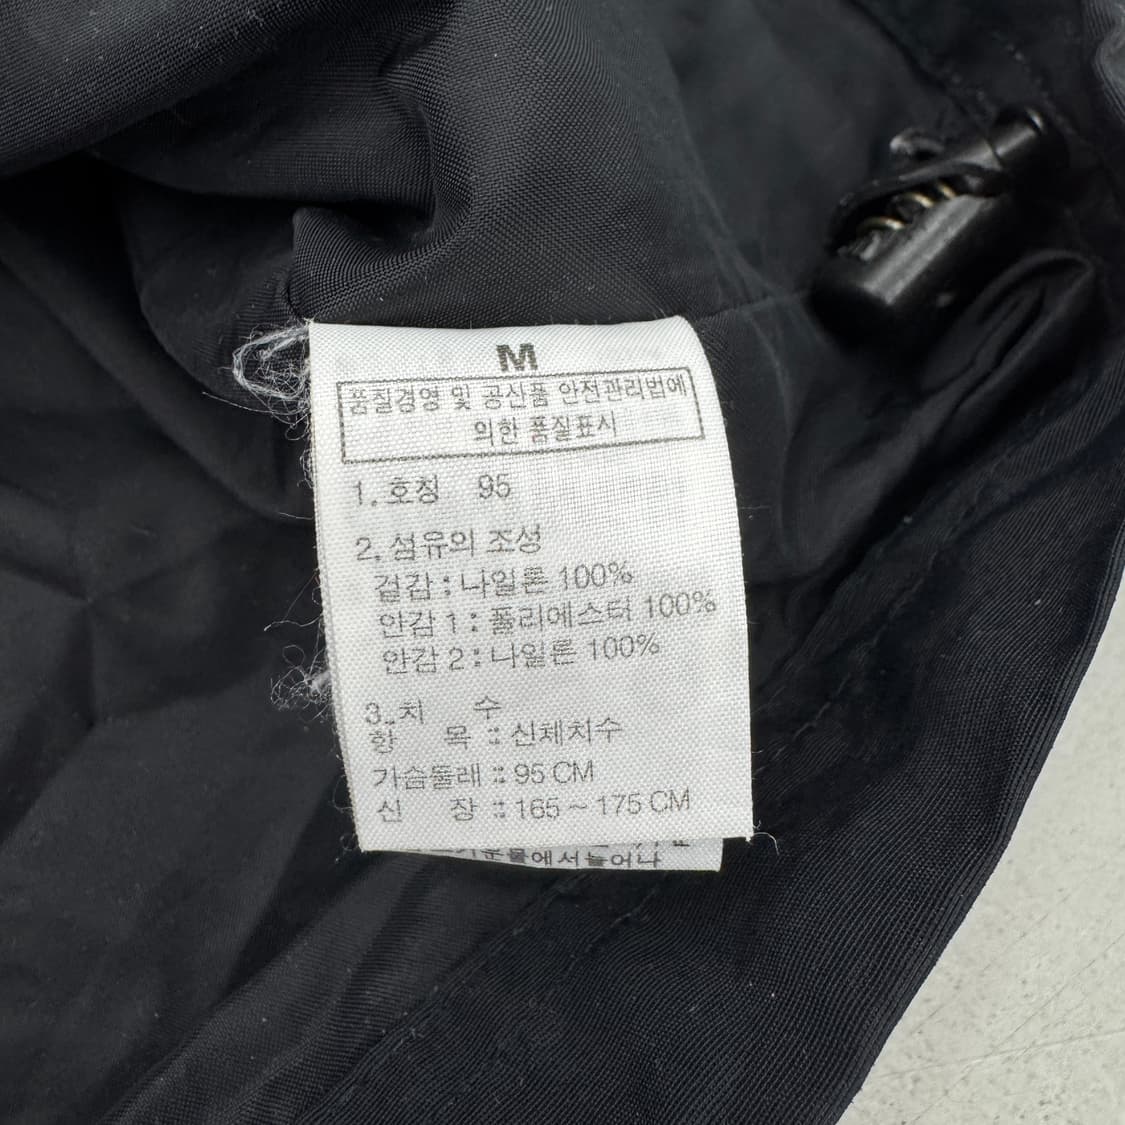 M
품질경영 및 공산품 안전관리법에
의한 품질표시
1. 호칭 95
2. 섬유의 조성
겉감 : 나일론 100%
안감 1 : 폴리에스터 100%
안감 2 : 나일론 100%
3. 치 수
항 목 : 신체치수
가슴둘레 : 95 CM
신 장 : 165 ~ 175 CM